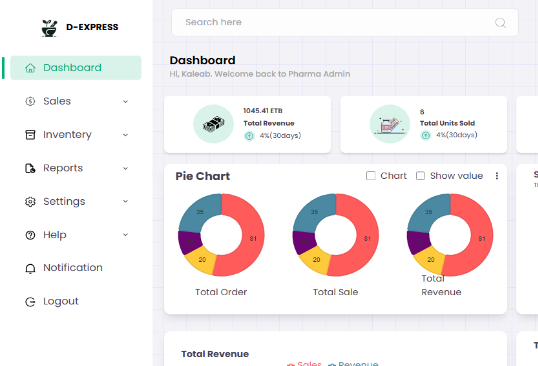 D-EXPRESS
Search here
Dashboard
Dashboard
Hi, Kaleab. Welcome back to Pharma Admin
Sales
Inventory
Reports
Settings
Help
Notification
Logout
1045.41 ETB
Total Revenue
4%(30days)
6
Total Units Sold
4%(30days)
Pie Chart
Chart
Show value
35
81
20
35
81
20
35
81
20
Total Order
Total Sale
Total
Revenue
Total Revenue
Sales
Revenue